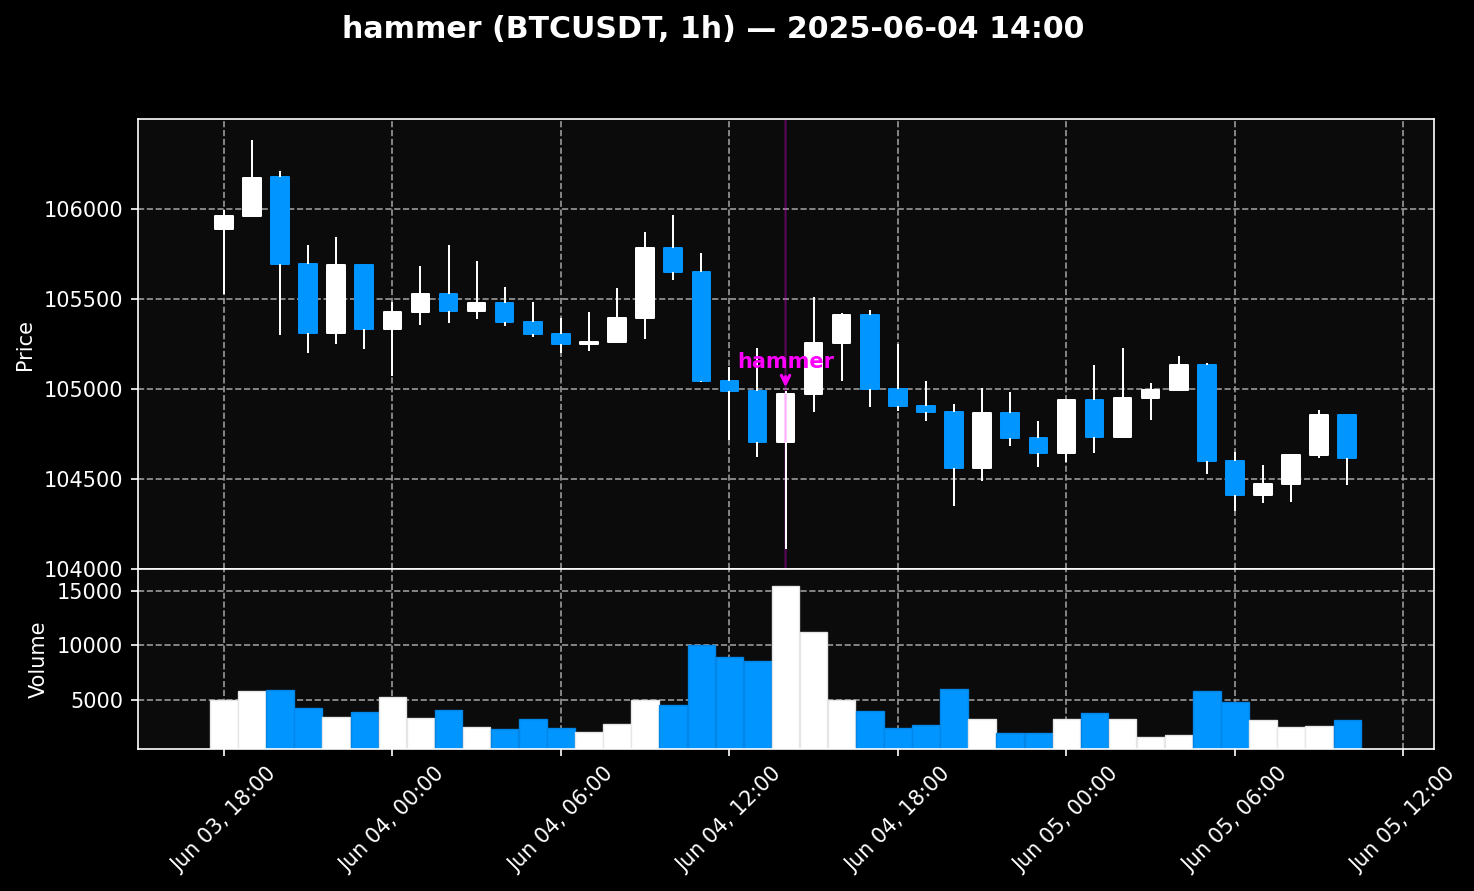 hammer (BTCUSDT, 1h) — 2025-06-04 14:00
Price
106000
105500
105000
104500
104000
hammer
Volume
15000
10000
5000
Jun 03, 18:00
Jun 04, 00:00
Jun 04, 06:00
Jun 04, 12:00
Jun 04, 18:00
Jun 05, 00:00
Jun 05, 06:00
Jun 05, 12:00